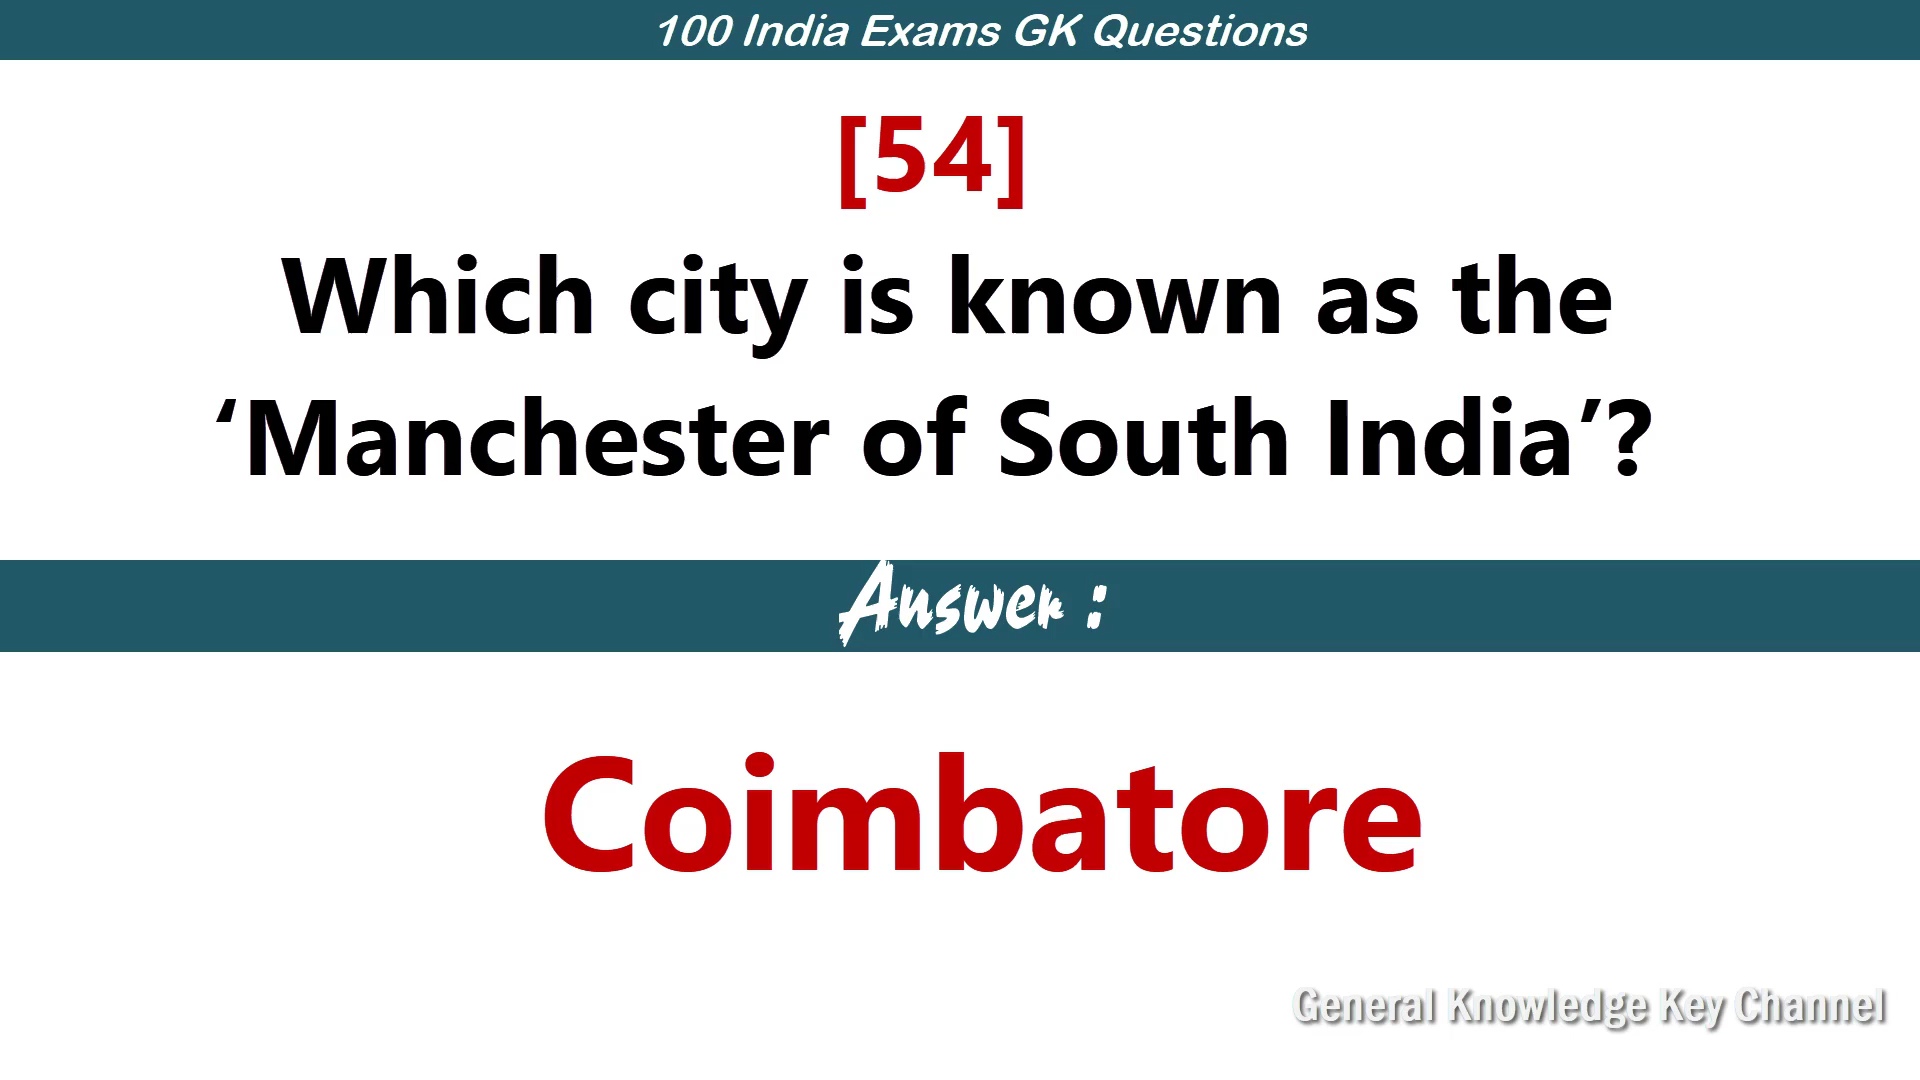 100 India Exams GK Questions
[54]
Which city is known as the
‘Manchester of South India’?
Answer :
Coimbatore
General Knowledge Key Channel